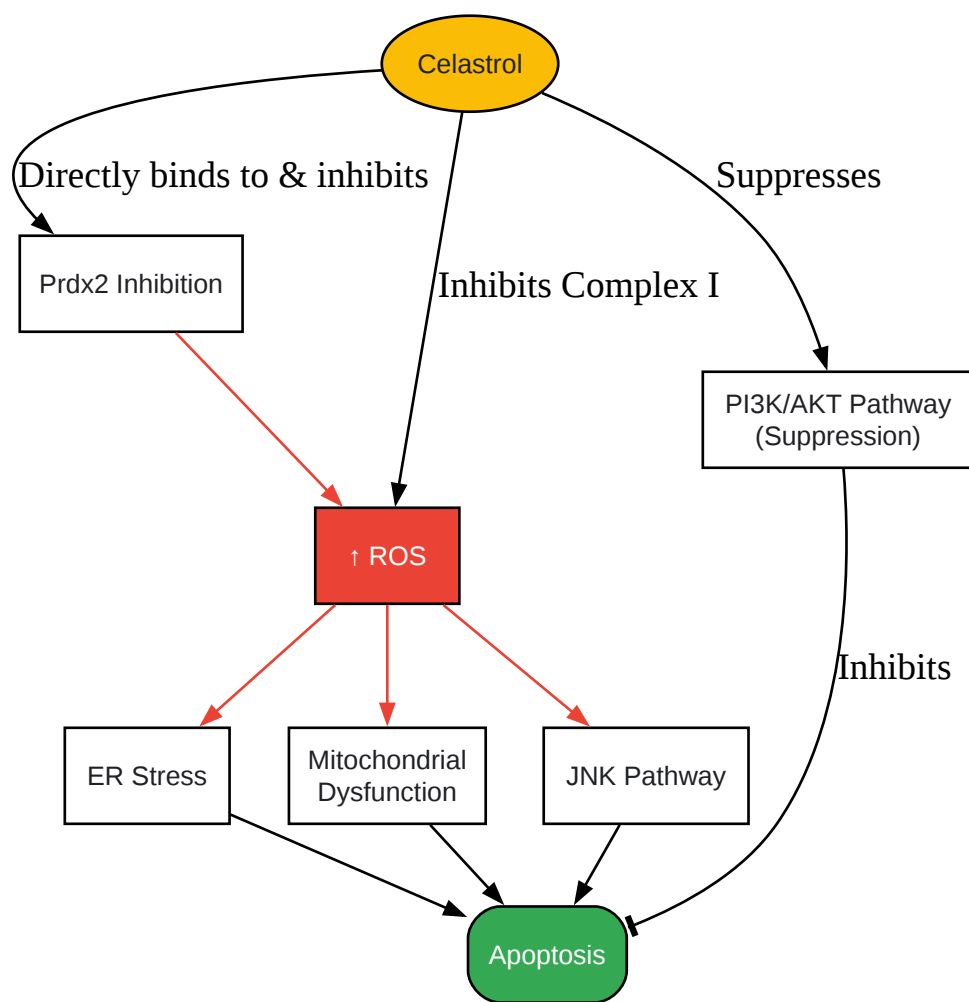 Celastrol
Directly binds to & inhibits
Suppresses
Prdx2 Inhibition
Inhibits Complex I
PI3K/AKT Pathway
(Suppression)
↑ ROS
Inhibits
ER Stress
Mitochondrial
Dysfunction
JNK Pathway
Apoptosis